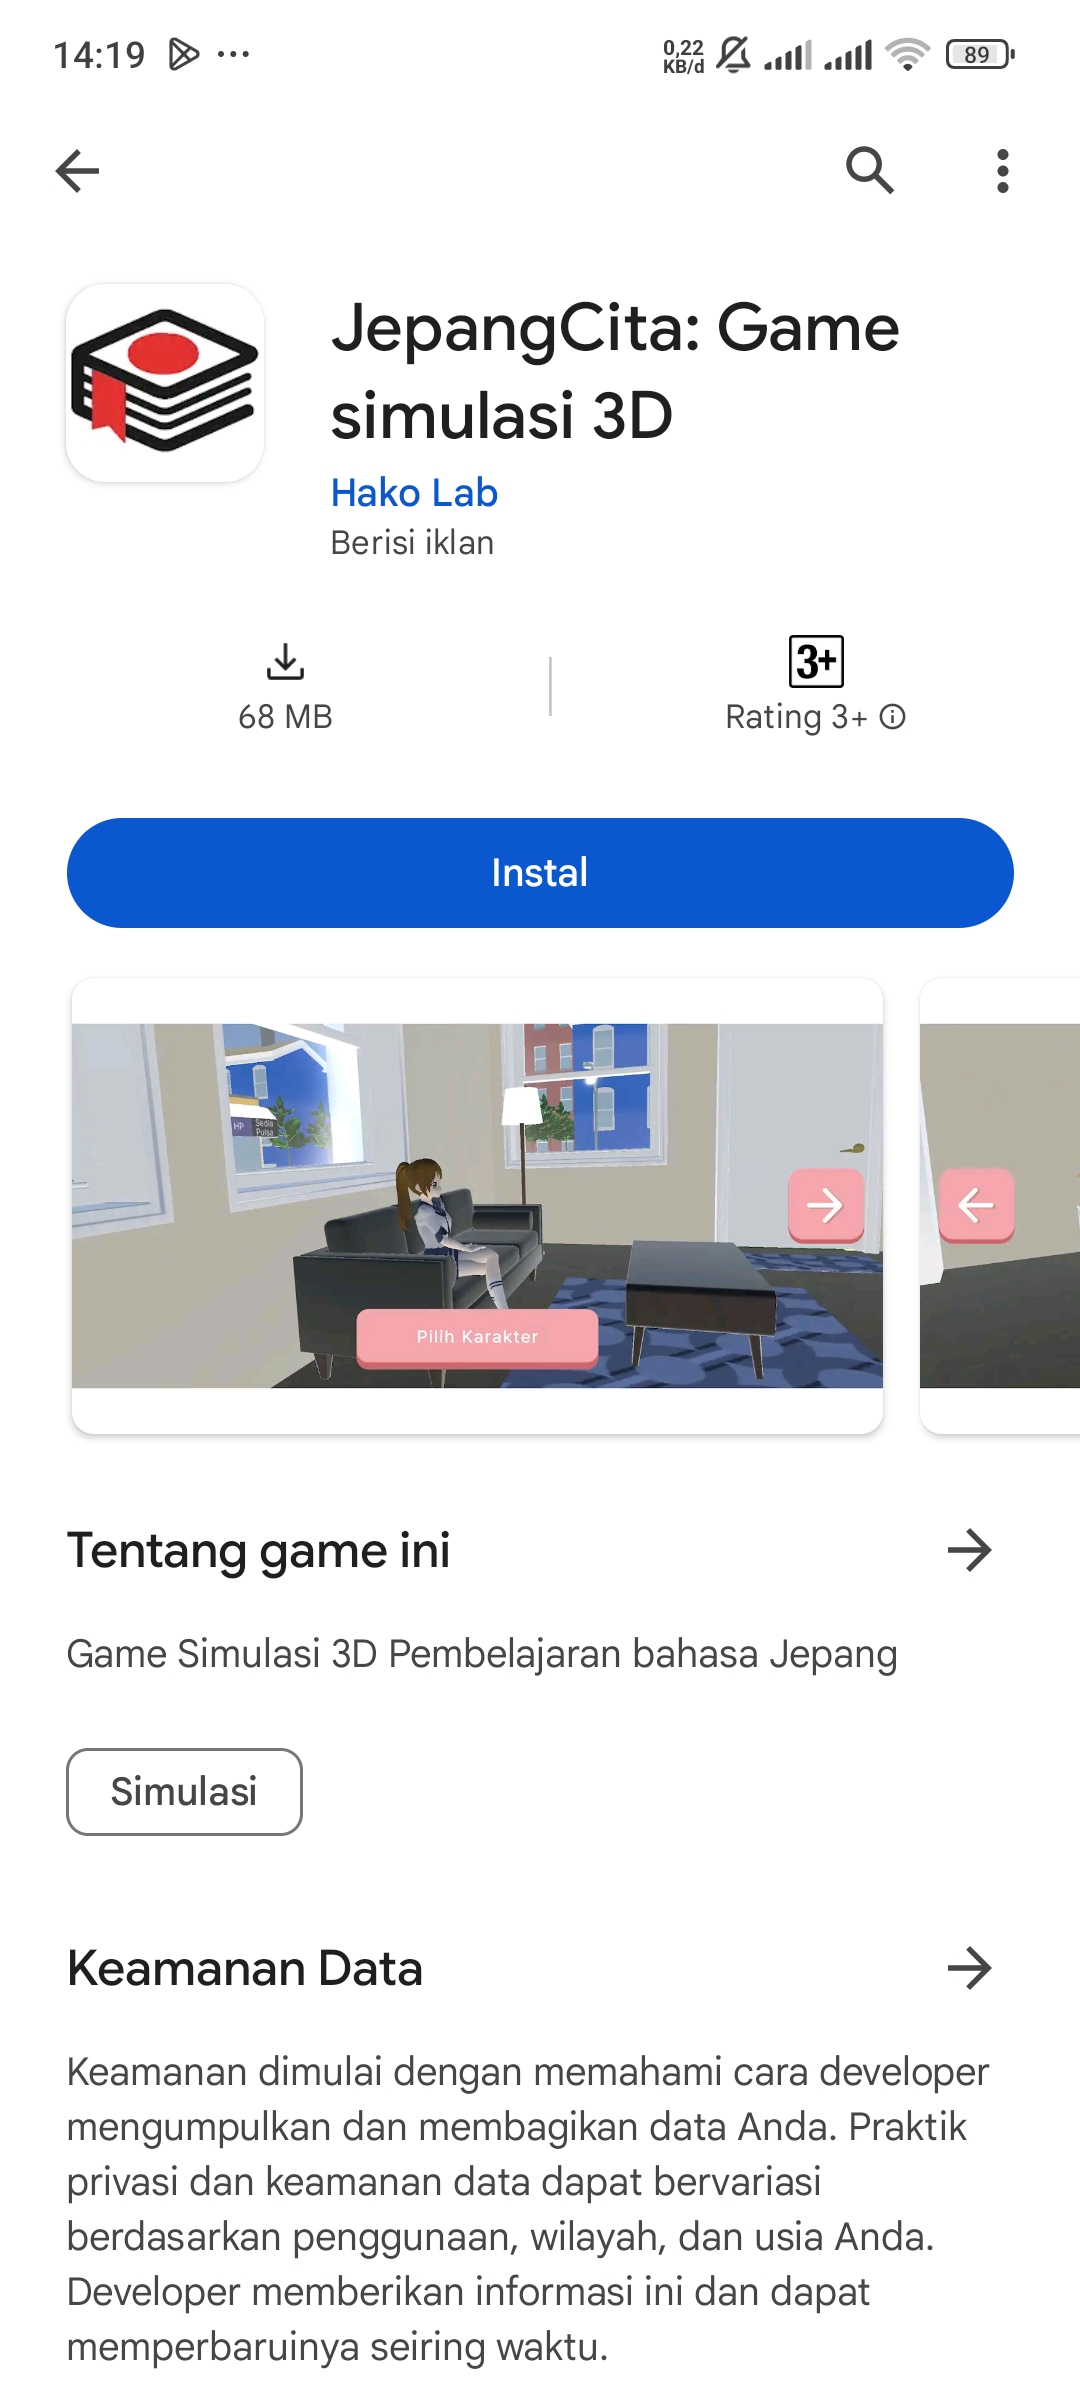 14:19
0,22
KB/d
89
JepangCita: Game
simulasi 3D
Hako Lab
Berisi iklan
3+
68 MB
Rating 3+
Instal
HP
Sedia
Pulsa
Pilih Karakter
Tentang game ini
Game Simulasi 3D Pembelajaran bahasa Jepang
Simulasi
Keamanan Data
Keamanan dimulai dengan memahami cara developer
mengumpulkan dan membagikan data Anda. Praktik
privasi dan keamanan data dapat bervariasi
berdasarkan penggunaan, wilayah, dan usia Anda.
Developer memberikan informasi ini dan dapat
memperbaruinya seiring waktu.